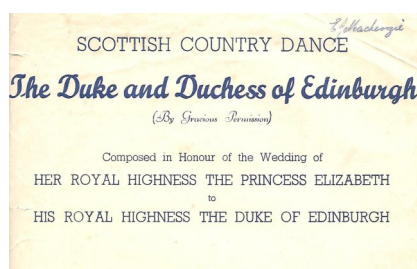 E J Mackenzie
SCOTTISH COUNTRY DANCE
The Duke and Duchess of Edinburgh
(By Gracious Permission)
Composed in Honour of the Wedding of
HER ROYAL HIGHNESS THE PRINCESS ELIZABETH
to
HIS ROYAL HIGHNESS THE DUKE OF EDINBURGH